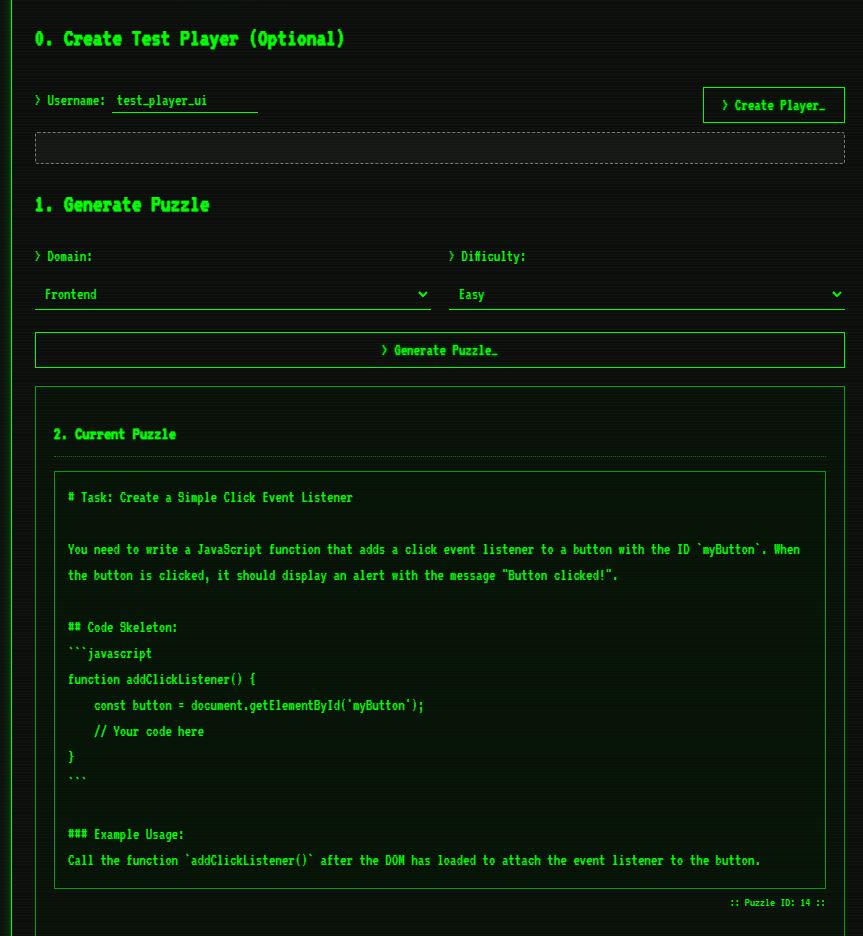 0. Create Test Player (Optional)
> Username: test_player_ui
> Create Player_
1. Generate Puzzle
> Domain:
> Difficulty:
Frontend
Easy
> Generate Puzzle_
2. Current Puzzle
# Task: Create a Simple Click Event Listener
You need to write a JavaScript function that adds a click event listener to a button with the ID `myButton`. When
the button is clicked, it should display an alert with the message "Button clicked!".
## Code Skeleton:
```javascript
function addClickListener() {
    const button = document.getElementById('myButton');
    // Your code here
}
```
### Example Usage:
Call the function `addClickListener()` after the DOM has loaded to attach the event listener to the button.
:: Puzzle ID: 14 ::